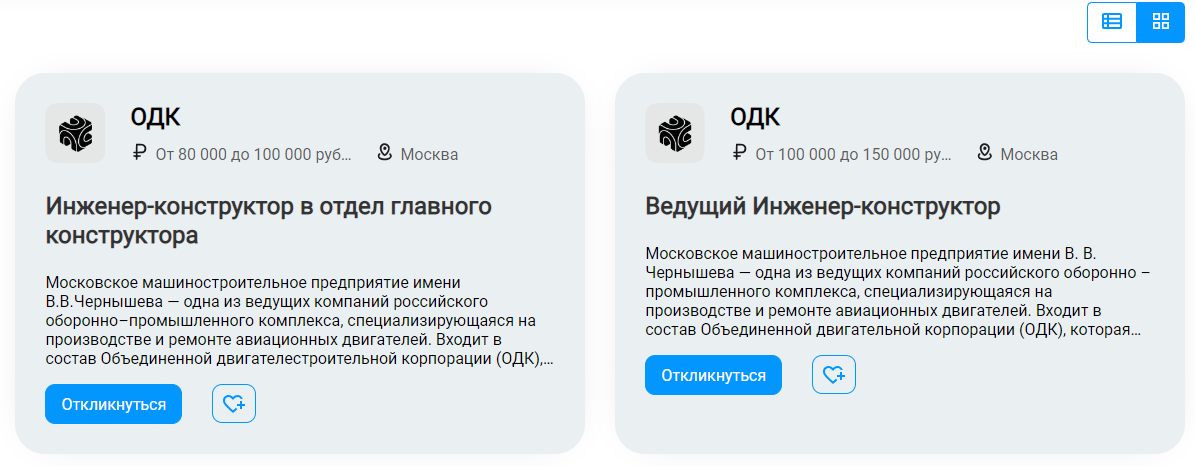 ОДК
От 80 000 до 100 000 руб...
Москва
Инженер-конструктор в отдел главного
конструктора
Московское машиностроительное предприятие имени
В.В.Чернышева — одна из ведущих компаний российского
оборонно–промышленного комплекса, специализирующаяся на
производстве и ремонте авиационных двигателей. Входит в
состав Объединенной двигателестроительной корпорации (ОДК),...
Откликнуться
ОДК
От 100 000 до 150 000 ру...
Москва
Ведущий Инженер-конструктор
Московское машиностроительное предприятие имени В. В.
Чернышева — одна из ведущих компаний российского оборонно –
промышленного комплекса, специализирующаяся на
производстве и ремонте авиационных двигателей. Входит в
состав Объединенной двигательной корпорации (ОДК), которая...
Откликнуться